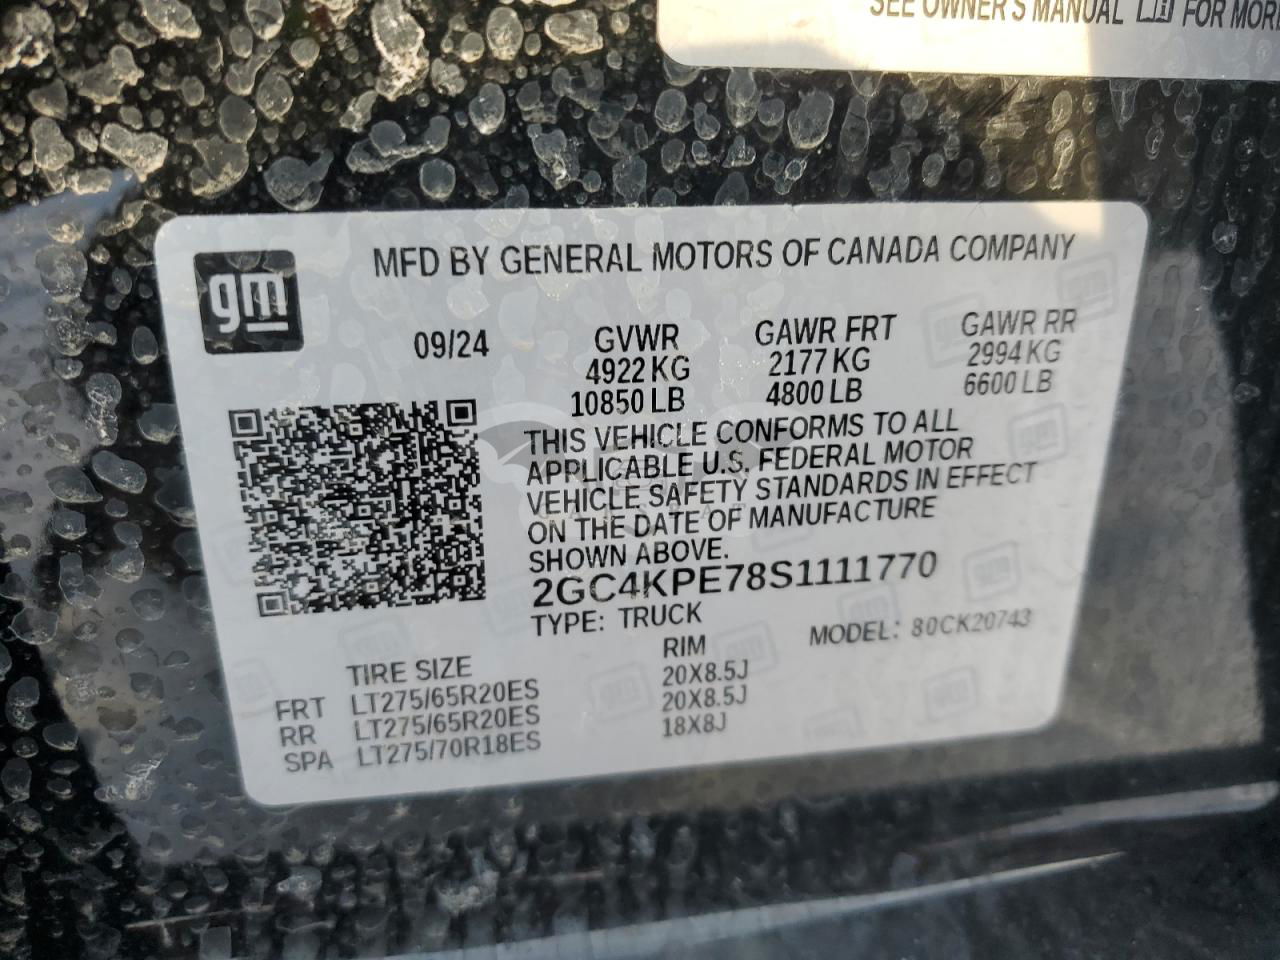 SEE OWNER'S MANUAL FOR MORE
gm
MFD BY GENERAL MOTORS OF CANADA COMPANY
09/24 GVWR GAWR FRT GAWR RR
4922 KG 2177 KG 2994 KG
10850 LB 4800 LB 6600 LB
THIS VEHICLE CONFORMS TO ALL
APPLICABLE U.S. FEDERAL MOTOR
VEHICLE SAFETY STANDARDS IN EFFECT
ON THE DATE OF MANUFACTURE
SHOWN ABOVE.
2GC4KPE78S1111770
TYPE: TRUCK MODEL: 80CK20743
TIRE SIZE RIM
FRT LT275/65R20ES 20X8.5J
RR LT275/65R20ES 20X8.5J
SPA LT275/70R18ES 18X8J